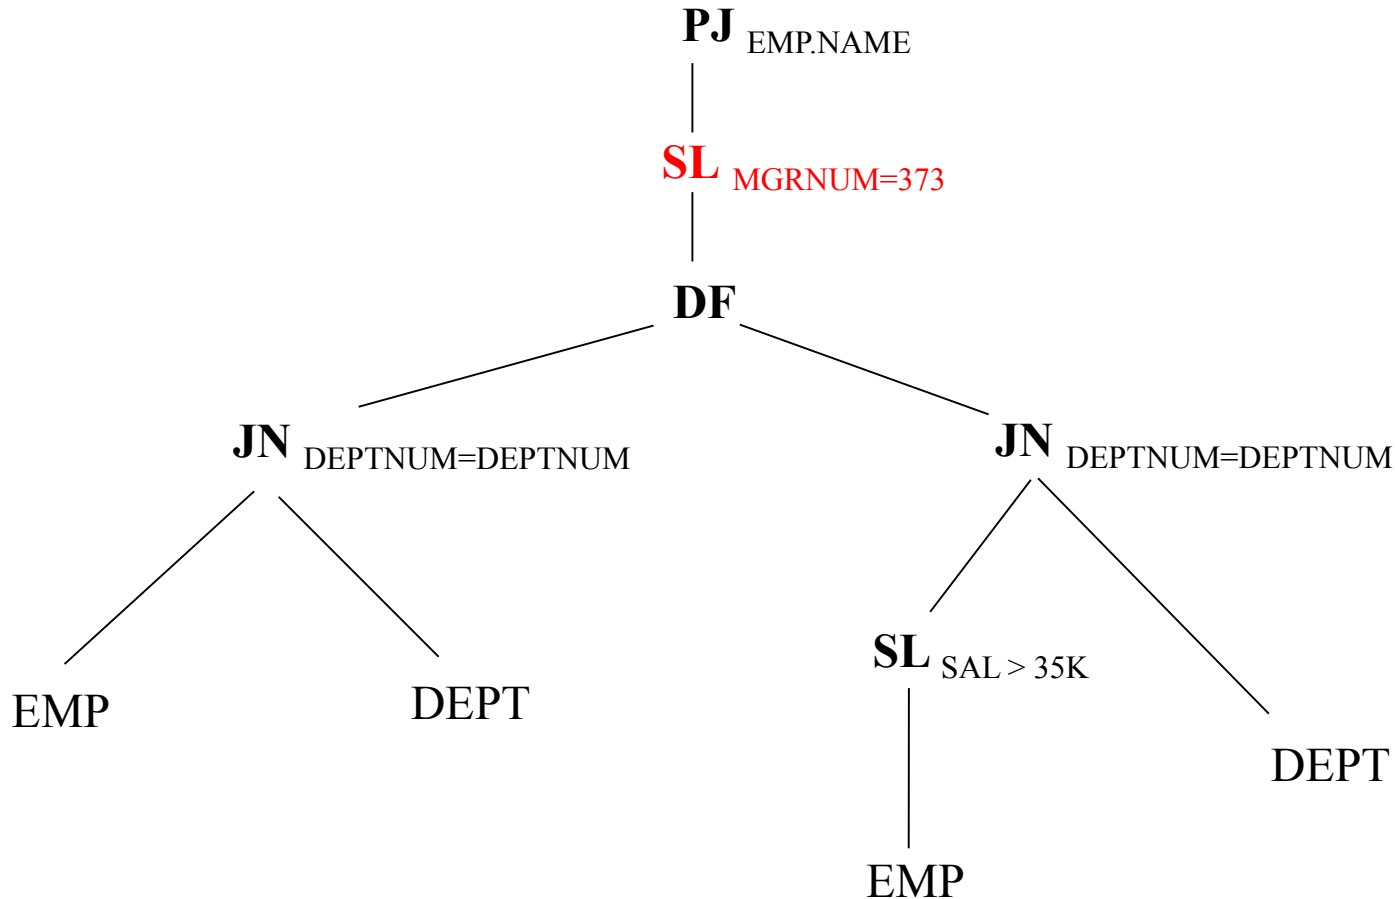 PJ EMP.NAME
SL MGRNUM=373
DF
JN DEPTNUM=DEPTNUM
JN DEPTNUM=DEPTNUM
SL SAL > 35K
EMP
DEPT
DEPT
EMP